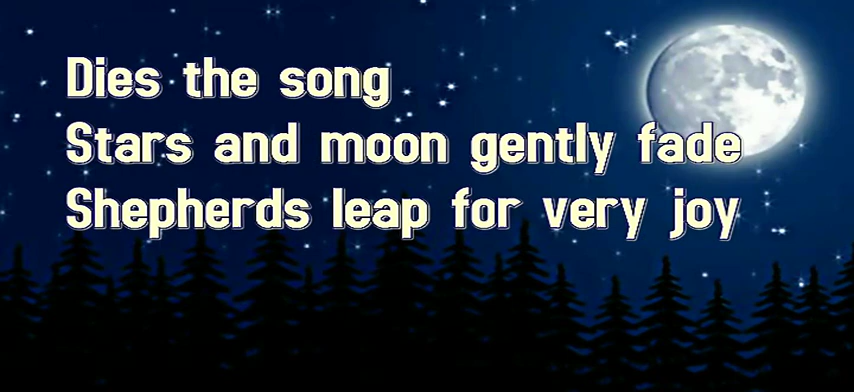 Dies the song
Stars and moon gently fade
Shepherds leap for very joy